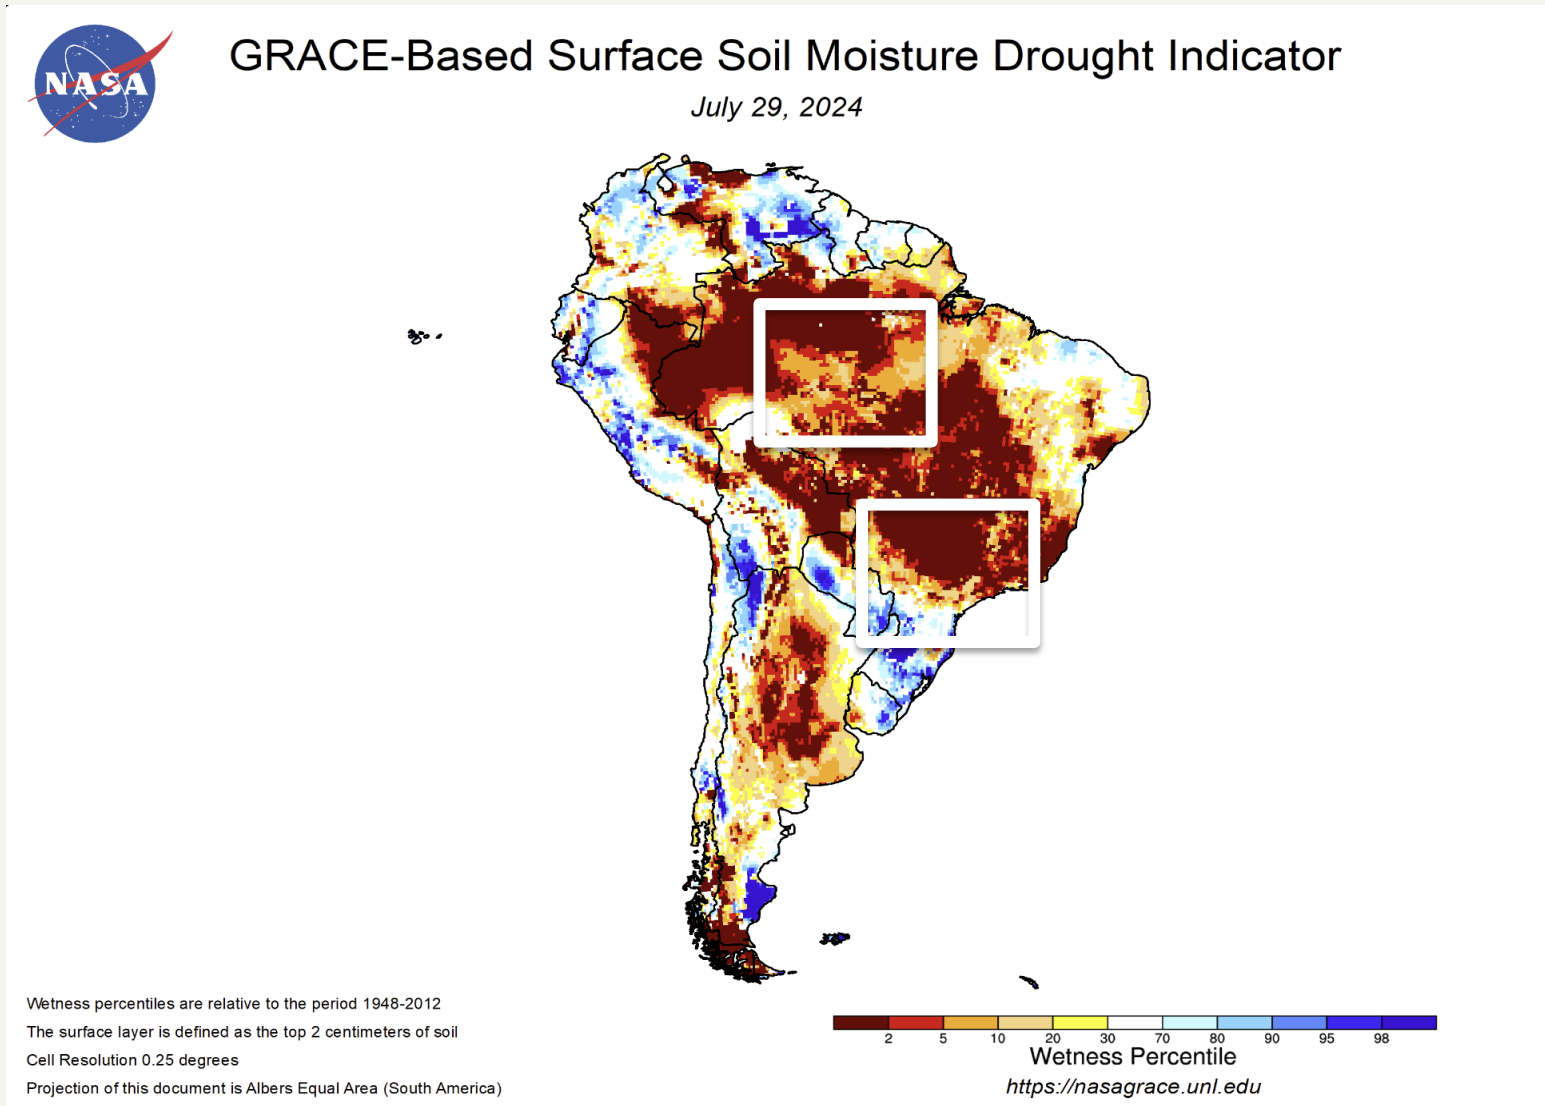 NASA
GRACE-Based Surface Soil Moisture Drought Indicator
July 29, 2024
Wetness percentiles are relative to the period 1948-2012
The surface layer is defined as the top 2 centimeters of soil
Cell Resolution 0.25 degrees
Projection of this document is Albers Equal Area (South America)
2 5 10 20 30 70 80 90 95 98
Wetness Percentile
https://nasagrace.unl.edu